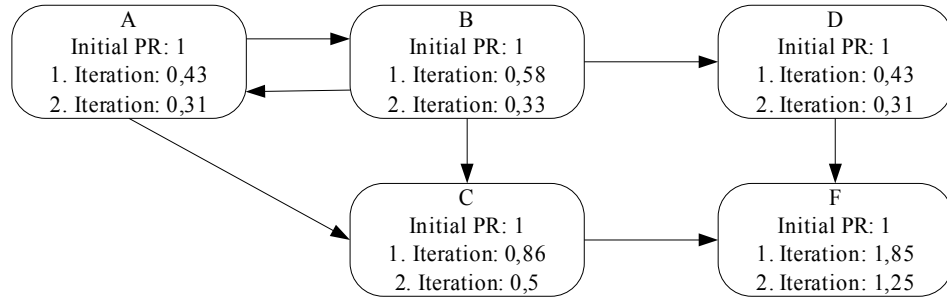 A
Initial PR: 1
1. Iteration: 0,43
2. Iteration: 0,31
B
Initial PR: 1
1. Iteration: 0,58
2. Iteration: 0,33
D
Initial PR: 1
1. Iteration: 0,43
2. Iteration: 0,31
C
Initial PR: 1
1. Iteration: 0,86
2. Iteration: 0,5
F
Initial PR: 1
1. Iteration: 1,85
2. Iteration: 1,25